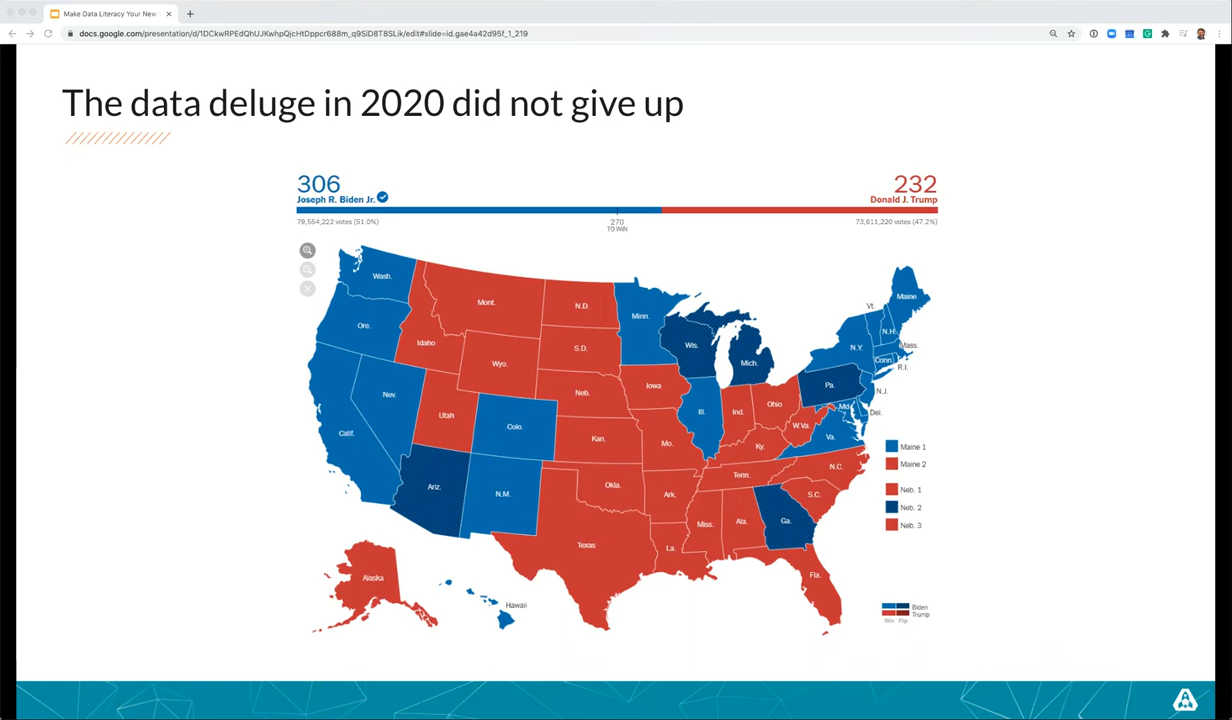 Make Data Literacy Your New
docs.google.com/presentation/d/1DCkwRPEdQhUJKwhpQjcHtDppcr688m_q9SiD8T8SLik/edit#slide=id.gae4a42d95f_1_219
The data deluge in 2020 did not give up
306
232
Joseph R. Biden Jr.
Donald J. Trump
79,554,222 votes (51.0%)
270
73,611,220 votes (47.2%)
TO WIN
Wash.
Maine
Mont.
N.D.
Vt.
Minn.
Ore.
N.H.
Idaho
S.D.
Wis.
Mass.
N.Y.
Wyo.
Mich.
Conn.
R.I.
Iowa
Pa.
Nev.
Neb.
N.J.
Ohio
Md.
Utah
Ill.
Ind.
Del.
Colo.
W.Va.
Calif.
Va.
Kan.
Mo.
Ky.
Maine 1
Maine 2
N.C.
Tenn.
Ariz.
Okla.
N.M.
Ark.
S.C.
Neb. 1
Neb. 2
Neb. 3
Miss.
Ala.
Ga.
Texas
La.
Fla.
Alaska
Hawaii
Biden
Trump
Win Flip